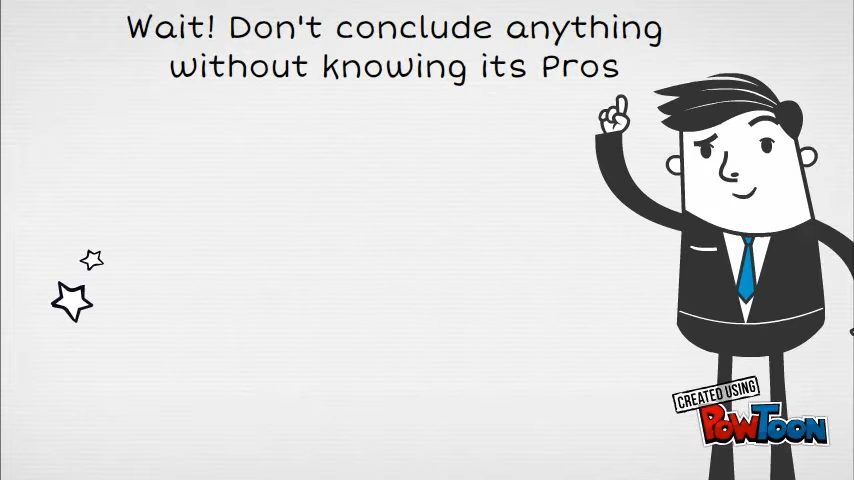 Wait! Don't conclude anything
without knowing its Pros
CREATED USING
POWTOON